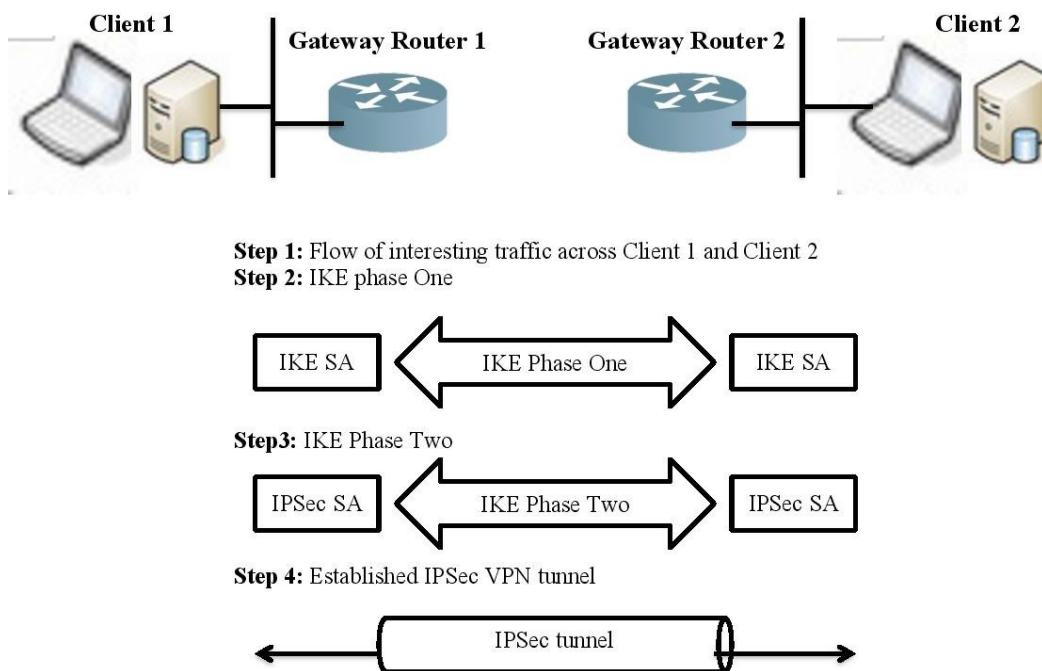 Client 1
Gateway Router 1
Gateway Router 2
Client 2
Step 1: Flow of interesting traffic across Client 1 and Client 2
Step 2: IKE phase One
IKE SA
IKE Phase One
IKE SA
Step3: IKE Phase Two
IPSec SA
IKE Phase Two
IPSec SA
Step 4: Established IPSec VPN tunnel
IPSec tunnel